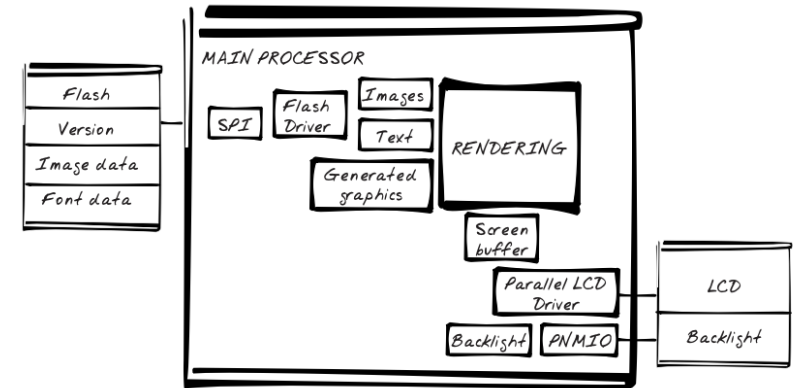 MAIN PROCESSOR
Flash
Version
Image data
Font data
SPI
Flash
Driver
Images
Text
Generated
graphics
RENDERING
Screen
buffer
Parallel LCD
Driver
Backlight
PNMIO
LCD
Backlight